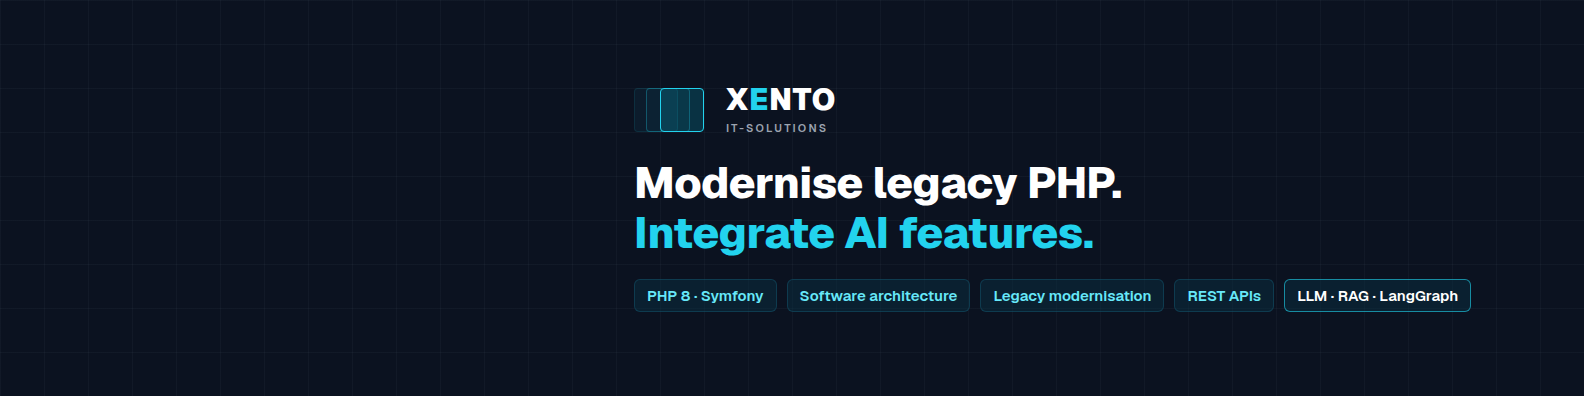 XENTO
IT-SOLUTIONS
Modernise legacy PHP.
Integrate AI features.
PHP 8 · Symfony
Software architecture
Legacy modernisation
REST APIs
LLM · RAG · LangGraph